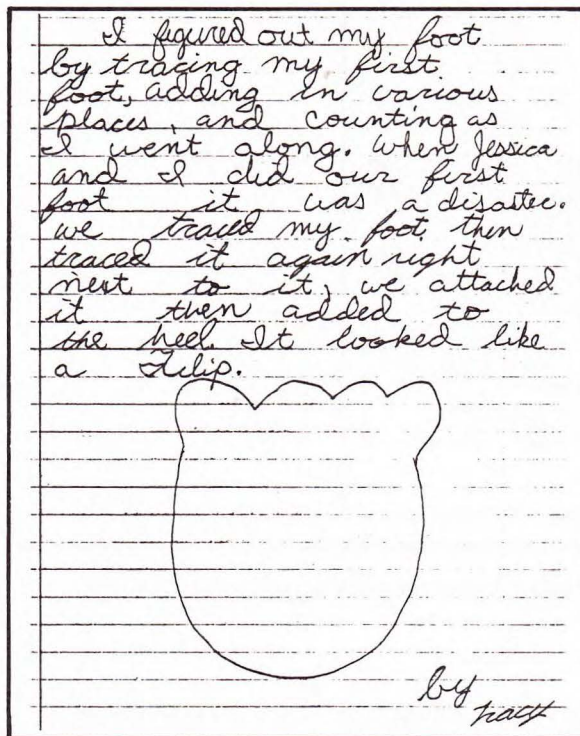 I figured out my foot
by tracing my first
foot, adding in various
places, and counting as
I went along. When Jessica
and I did our first
foot it was a disaster.
we traced my foot then
traced it again right
next to it, we attached
it then added to
the heel. It looked like
a Tilip.
by
Tracy